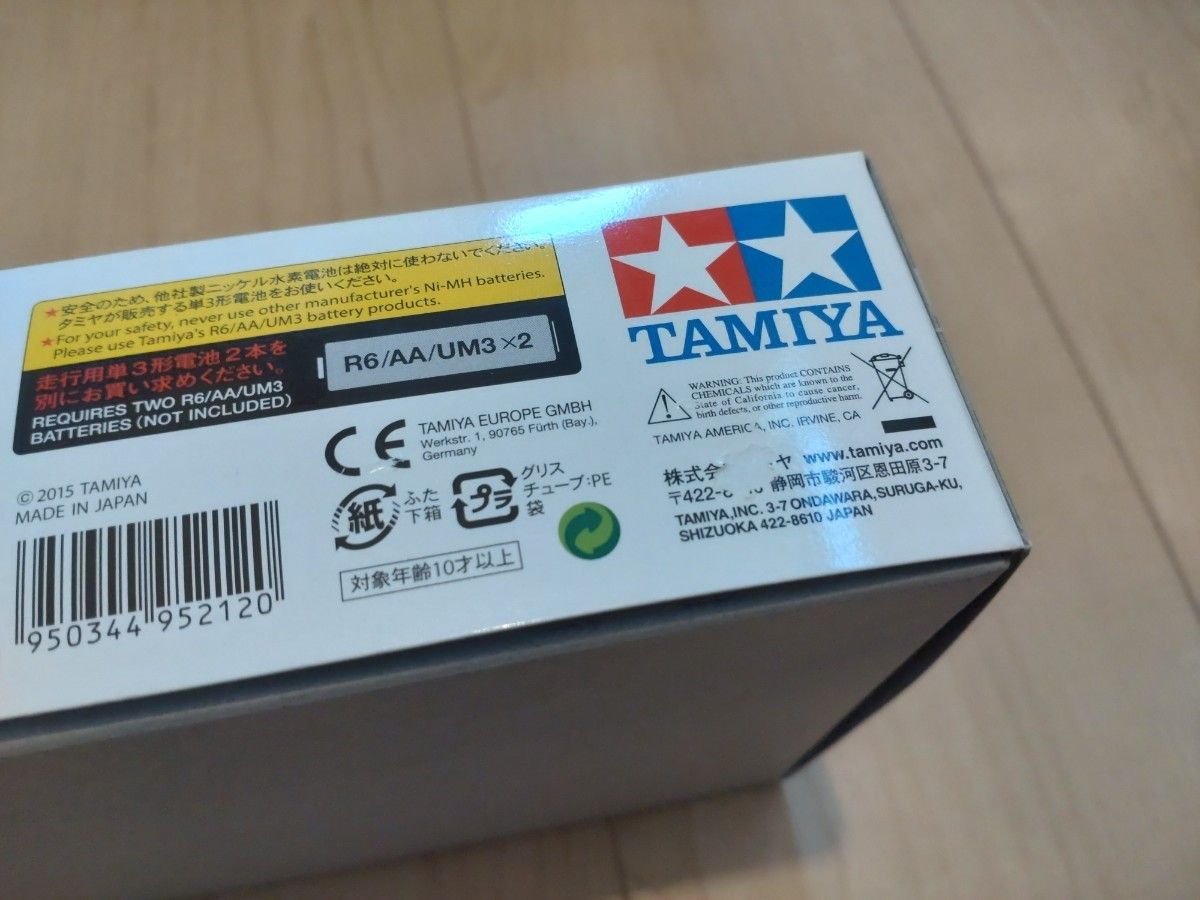 ★安全のため、他社製ニッケル水素電池は絶対に使わないでください。
タミヤが販売する単3形電池をお使いください。
★For your safety, never use other manufacturer's Ni-MH batteries.
Please use Tamiya's R6/AA/UM3 battery products.
走行用単3形電池2本を
別にお買い求めください。
REQUIRES TWO R6/AA/UM3
BATTERIES (NOT INCLUDED)
R6/AA/UM3×2
TAMIYA
WARNING: This product CONTAINS
CHEMICALS which are known to the
State of California to cause cancer,
birth defects, or other reproductive harm.
TAMIYA AMERICA, INC. IRVINE, CA
CE
TAMIYA EUROPE GMBH
Werkstr. 1, 90765 Fürth (Bay.),
Germany
© 2015 TAMIYA
MADE IN JAPAN
950344 952120
紙
ふた
下箱
プラ
グリス
チューブ:PE
袋
対象年齢10才以上
株式 ヤ www.tamiya.com
〒422- 静岡市駿河区恩田原3-7
TAMIYA,INC. 3-7 ONDAWARA,SURUGA-KU,
SHIZUOKA 422-8610 JAPAN